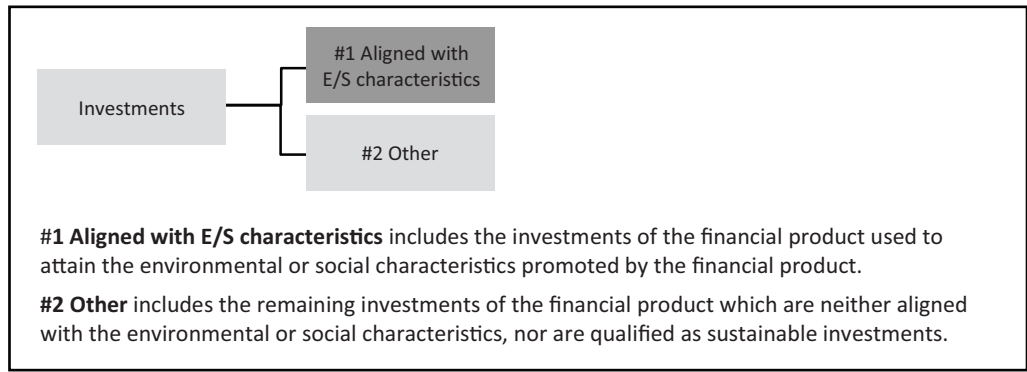 #1 Aligned with
E/S characteristics
Investments
#2 Other
#1 Aligned with E/S characteristics includes the investments of the financial product used to
attain the environmental or social characteristics promoted by the financial product.
#2 Other includes the remaining investments of the financial product which are neither aligned
with the environmental or social characteristics, nor are qualified as sustainable investments.